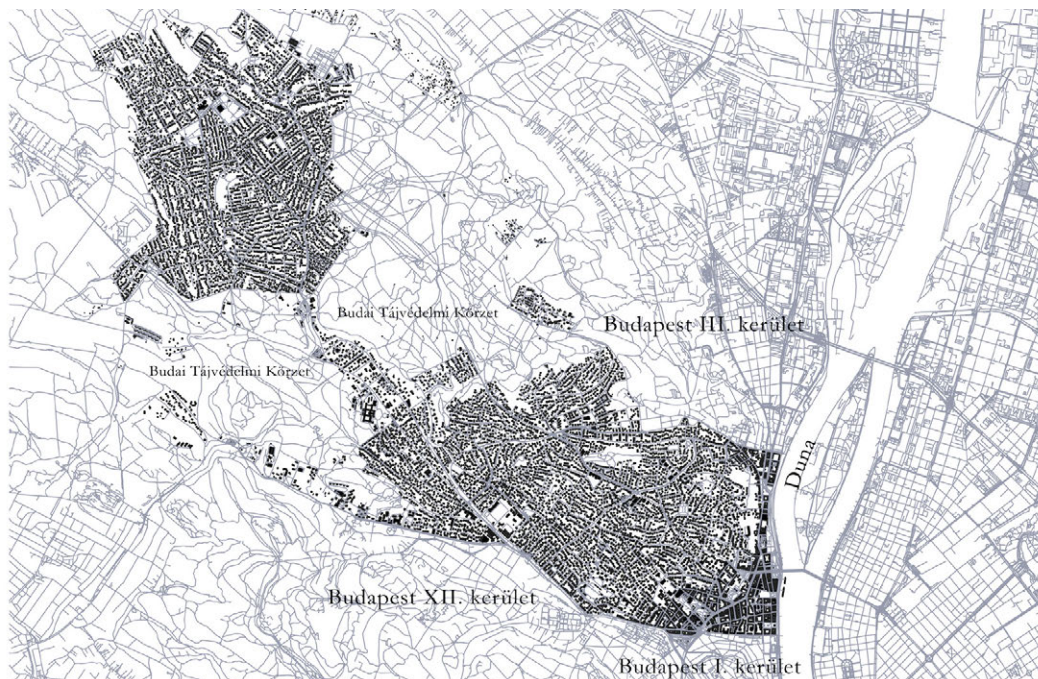 Budai Tájvédelmi Körzet
Budapest III. kerület
Budai Tájvédelmi Körzet
Duna
Budapest XII. kerület
Budapest I. kerület